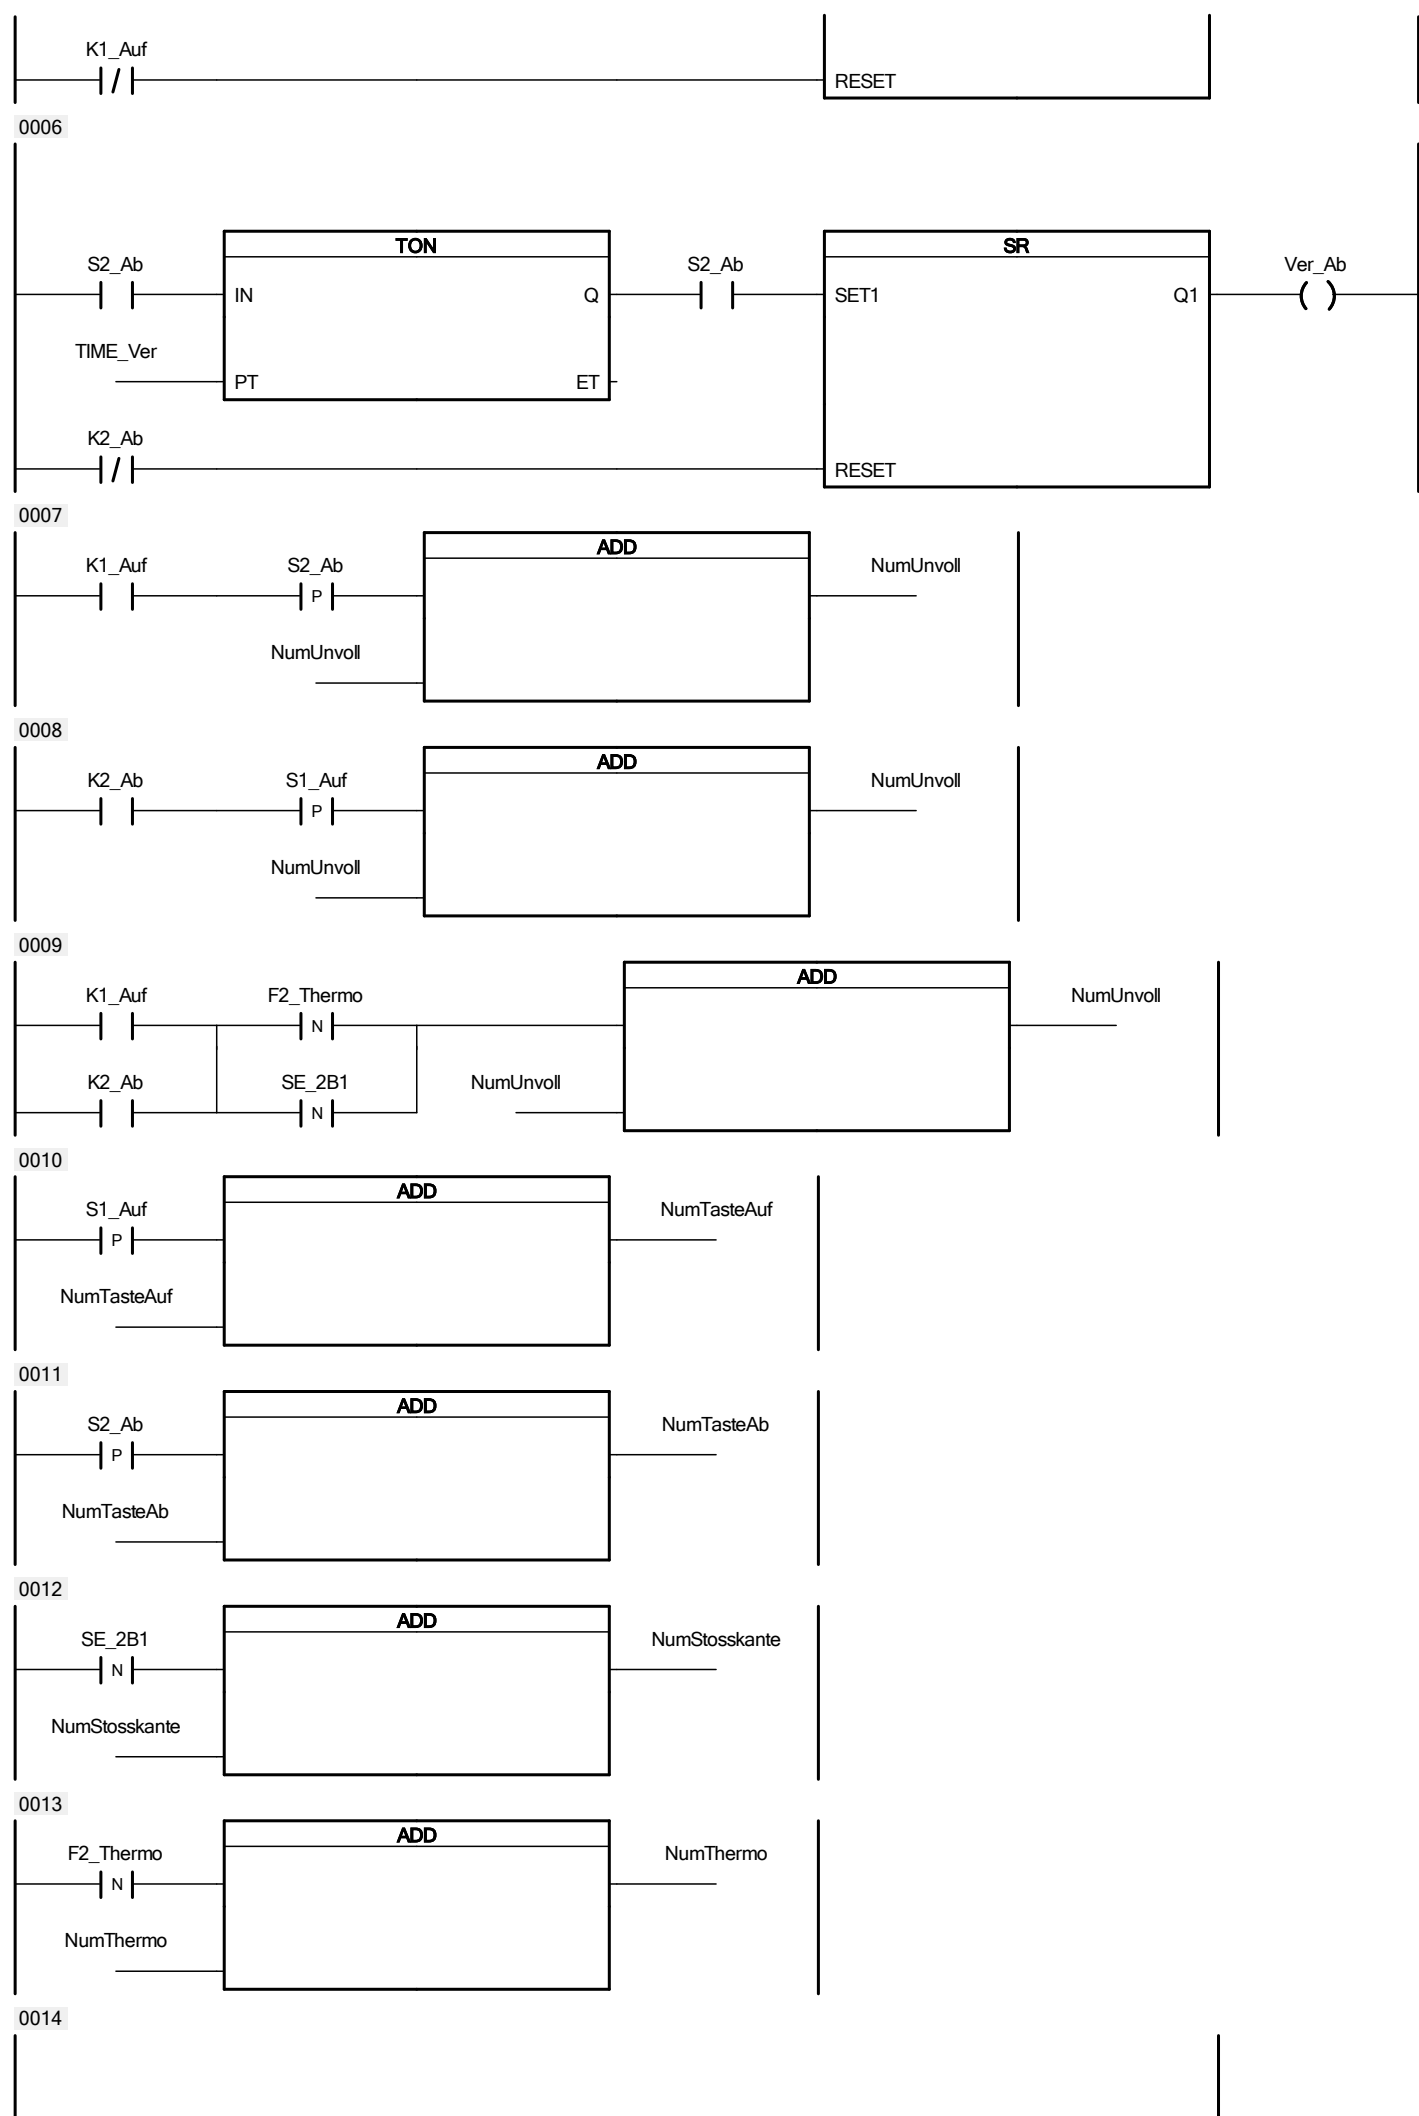 K1_Auf
RESET
0006
TON
SR
S2_Ab
S2_Ab
Ver_Ab
IN
Q
SET1
Q1
TIME_Ver
PT
ET
K2_Ab
RESET
0007
ADD
K1_Auf
S2_Ab
NumUnvoll
P
NumUnvoll
0008
ADD
K2_Ab
S1_Auf
NumUnvoll
P
NumUnvoll
0009
ADD
K1_Auf
F2_Thermo
NumUnvoll
N
K2_Ab
SE_2B1
NumUnvoll
N
0010
ADD
S1_Auf
NumTasteAuf
P
NumTasteAuf
0011
ADD
S2_Ab
NumTasteAb
P
NumTasteAb
0012
ADD
SE_2B1
NumStosskante
N
NumStosskante
0013
ADD
F2_Thermo
NumThermo
N
NumThermo
0014